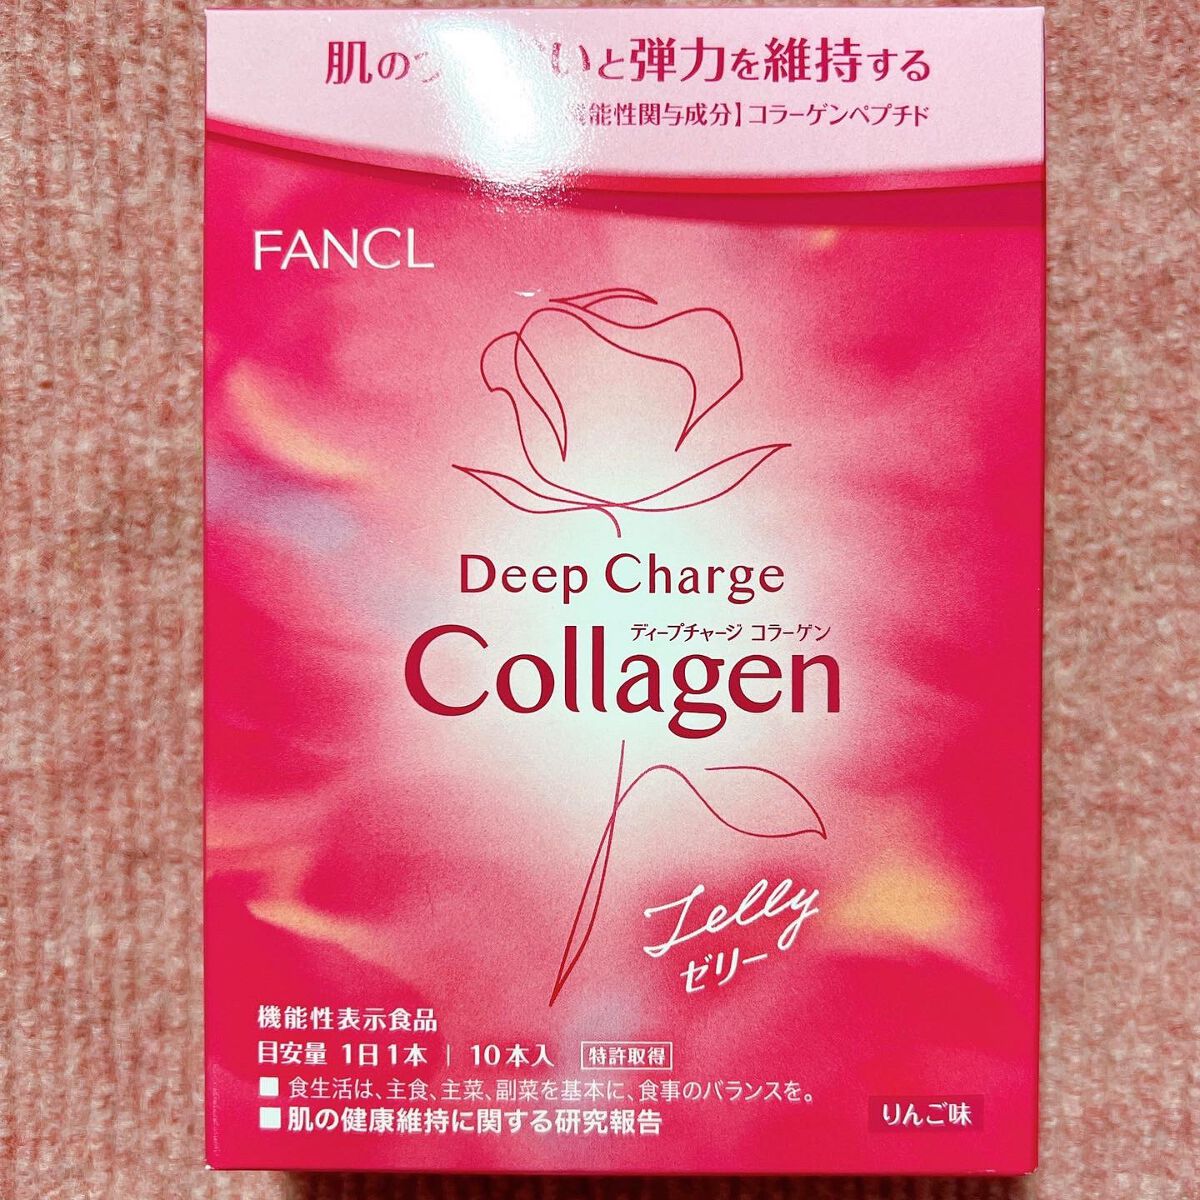 肌のつ いと弾力を維持する
能性関与成分】コラーゲンペプチド
FANCL
Deep Charge
ディープチャージ コラーゲン
Collagen
Jelly
ゼリー
機能性表示食品
目安量 1日1本 | 10本入 特許取得
■ 食生活は、主食、主菜、副菜を基本に、食事のバランスを。
■ 肌の健康維持に関する研究報告
りんご味